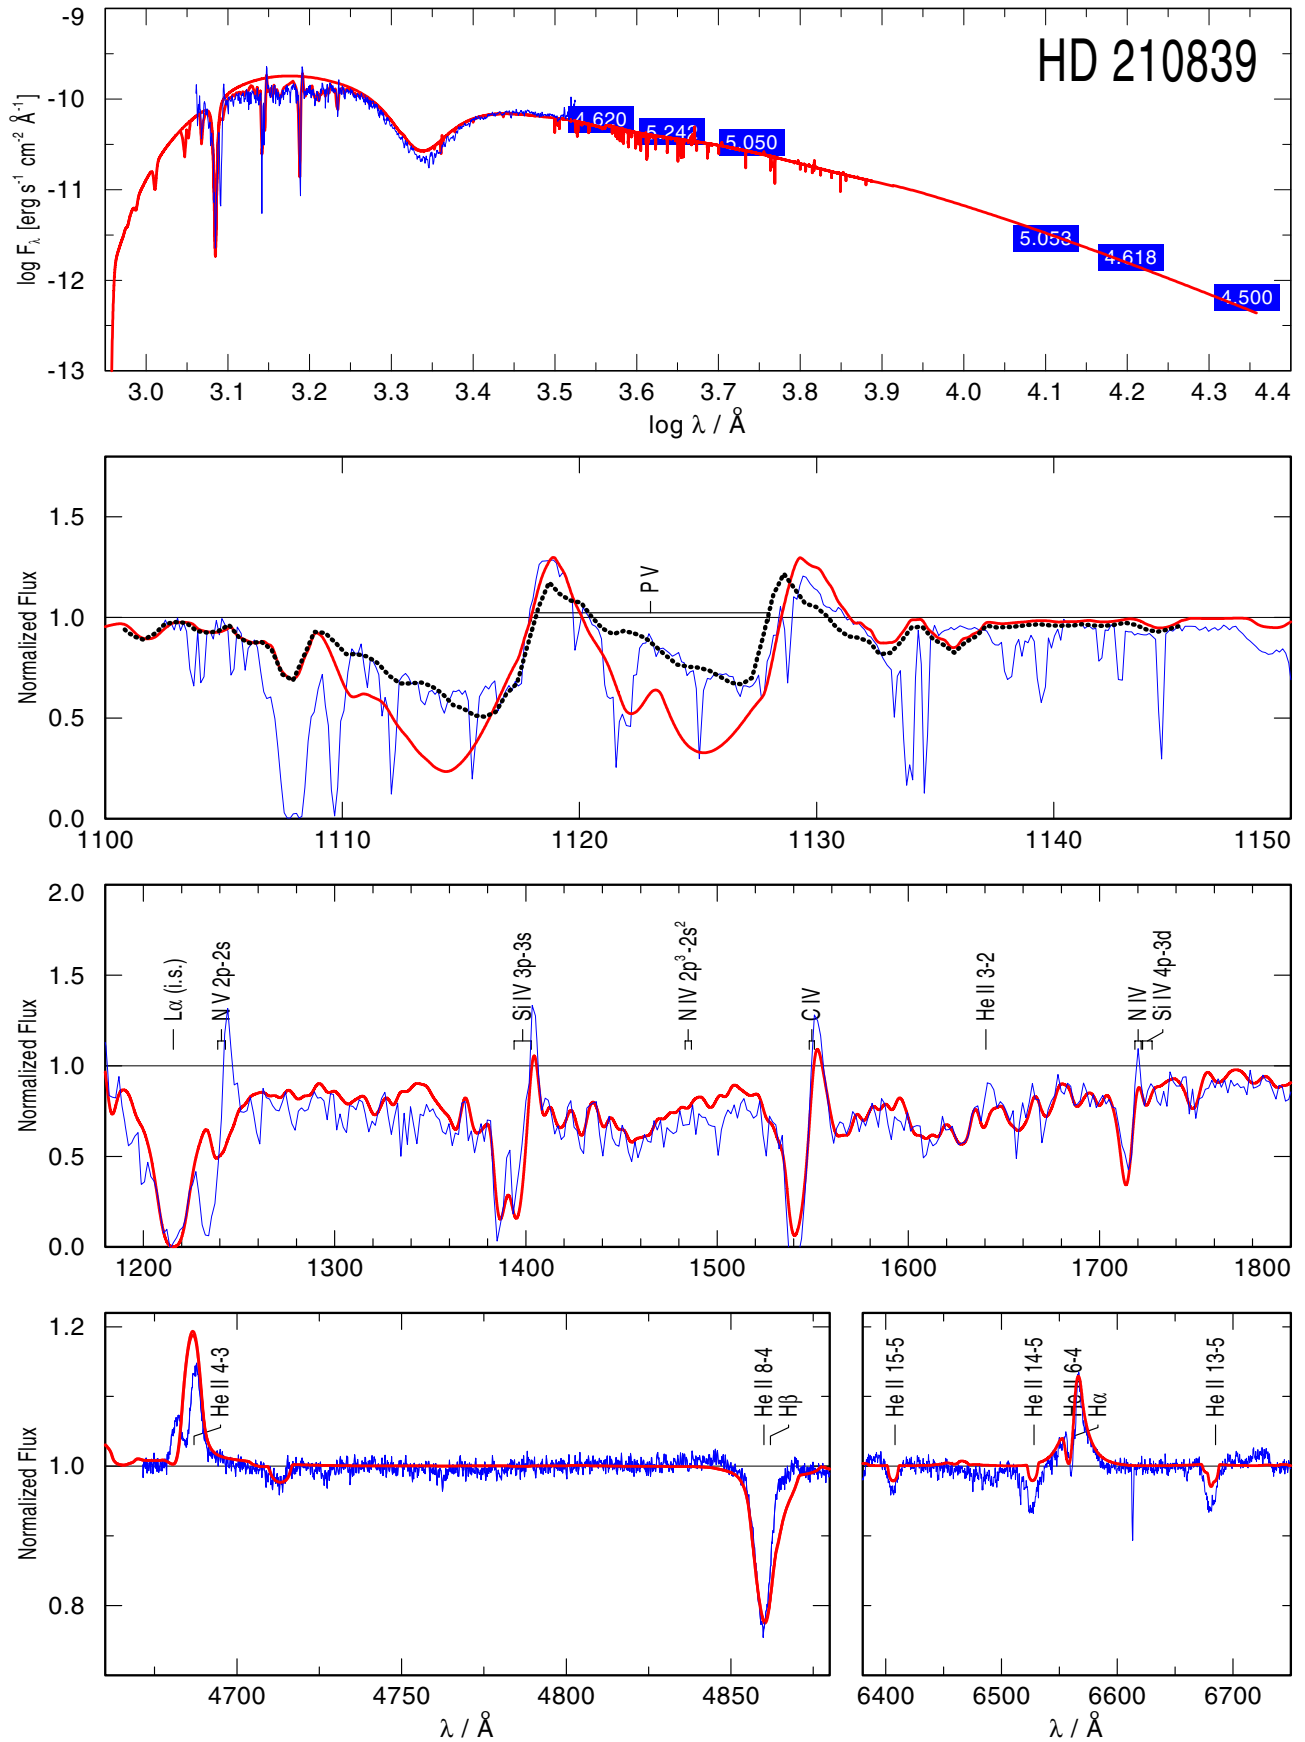 HD 210839
log Fλ [erg s⁻¹ cm⁻² Å⁻¹]
-9
-10
-11
-12
-13
4.620
5.242
5.050
5.053
4.618
4.500
3.0 3.1 3.2 3.3 3.4 3.5 3.6 3.7 3.8 3.9 4.0 4.1 4.2 4.3 4.4
log λ / Å
Normalized Flux
1.5
1.0
0.5
0.0
P V
1100 1110 1120 1130 1140 1150
Normalized Flux
2.0
1.5
1.0
0.5
0.0
Lα (i.s.)
N V 2p-2s
Si IV 3p-3s
N IV 2p³-2s²
C IV
He II 3-2
N IV
Si IV 4p-3d
1200 1300 1400 1500 1600 1700 1800
Normalized Flux
1.2
1.0
0.8
He II 4-3
He II 8-4
Hβ
4700 4750 4800 4850
λ / Å
He II 15-5
He II 14-5
He II 6-4
Hα
He II 13-5
6400 6500 6600 6700
λ / Å